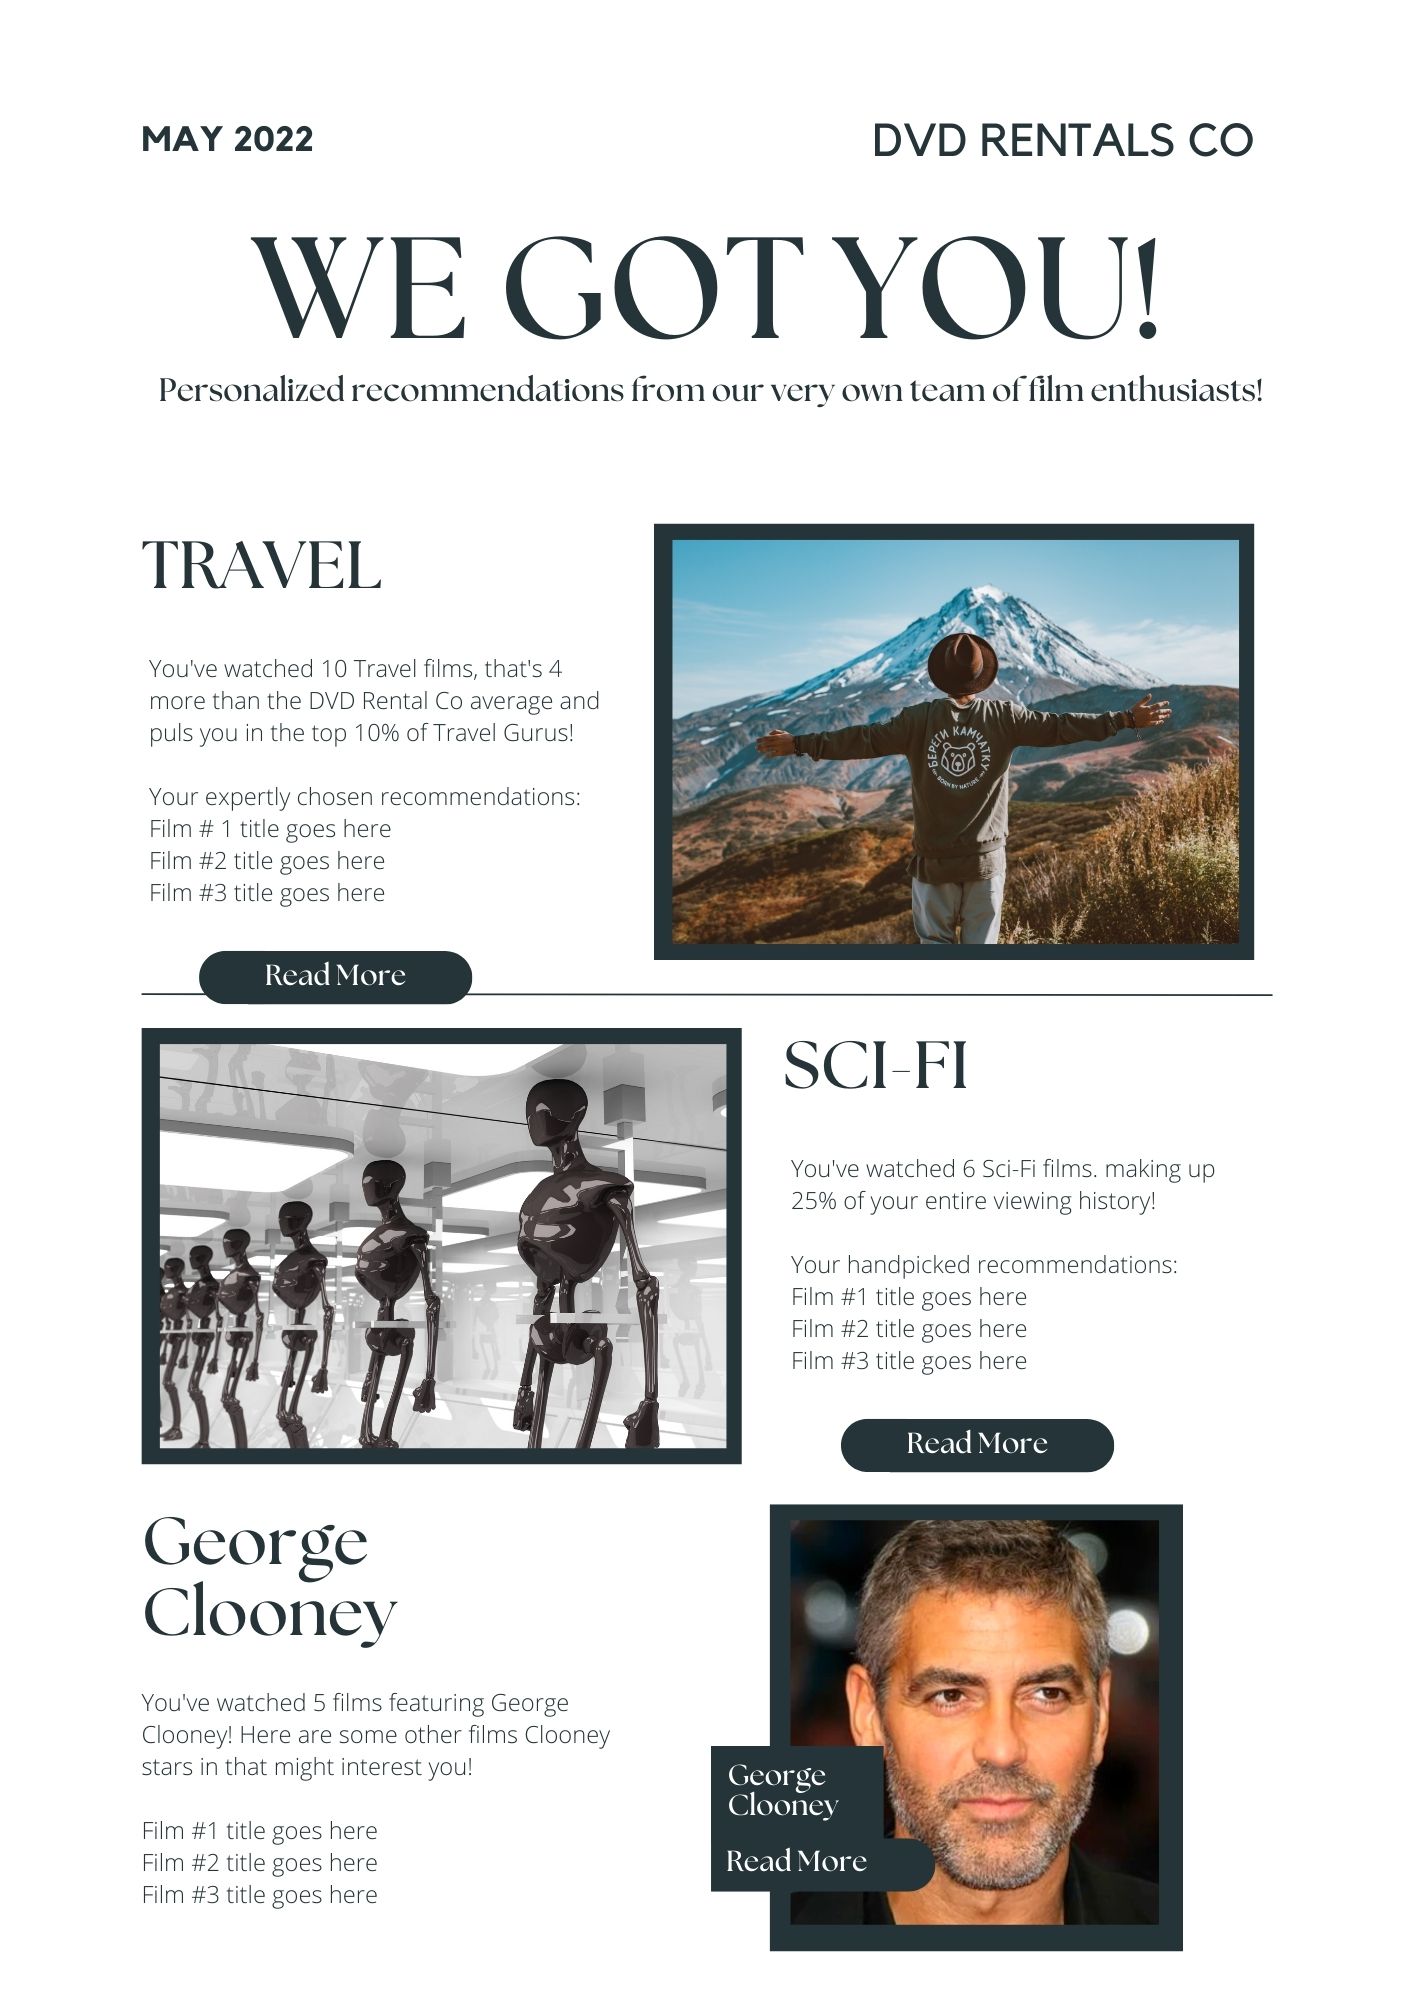 MAY 2022
DVD RENTALS CO
WE GOT YOU!
Personalized recommendations from our very own team of film enthusiasts!
TRAVEL
You've watched 10 Travel films, that's 4
more than the DVD Rental Co average and
puls you in the top 10% of Travel Gurus!
Your expertly chosen recommendations:
Film # 1 title goes here
Film #2 title goes here
Film #3 title goes here
Read More
БЕРЕГИ КАМЧАТКУ
BORN BY NATURE
SCI-FI
You've watched 6 Sci-Fi films. making up
25% of your entire viewing history!
Your handpicked recommendations:
Film #1 title goes here
Film #2 title goes here
Film #3 title goes here
Read More
George
Clooney
You've watched 5 films featuring George
Clooney! Here are some other films Clooney
stars in that might interest you!
Film #1 title goes here
Film #2 title goes here
Film #3 title goes here
George
Clooney
Read More